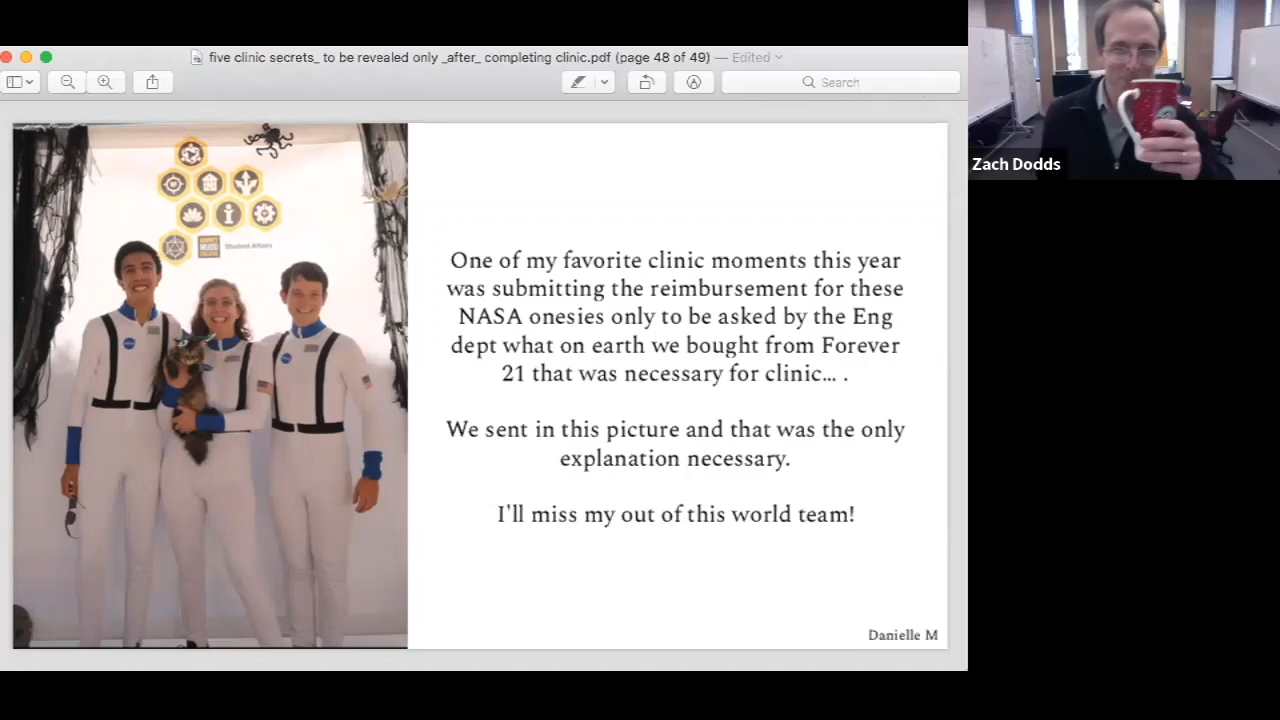 five clinic secrets_ to be revealed only _after_ completing clinic.pdf (page 48 of 49) — Edited
Search
Zach Dodds
Student Affairs
One of my favorite clinic moments this year
was submitting the reimbursement for these
NASA onesies only to be asked by the Eng
dept what on earth we bought from Forever
21 that was necessary for clinic... .
We sent in this picture and that was the only
explanation necessary.
I'll miss my out of this world team!
Danielle M